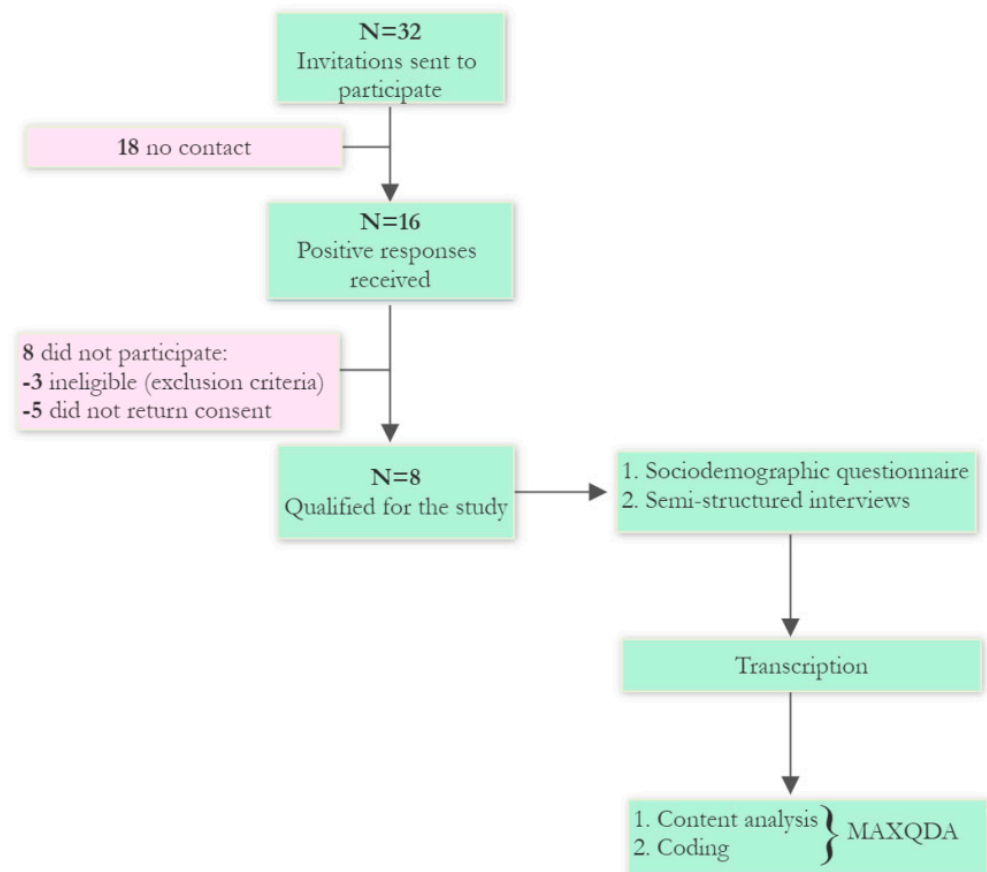 N=32
Invitations sent to
participate
18 no contact
N=16
Positive responses
received
8 did not participate:
-3 ineligible (exclusion criteria)
-5 did not return consent
N=8
Qualified for the study
1. Sociodemographic questionnaire
2. Semi-structured interviews
Transcription
1. Content analysis
2. Coding
} MAXQDA